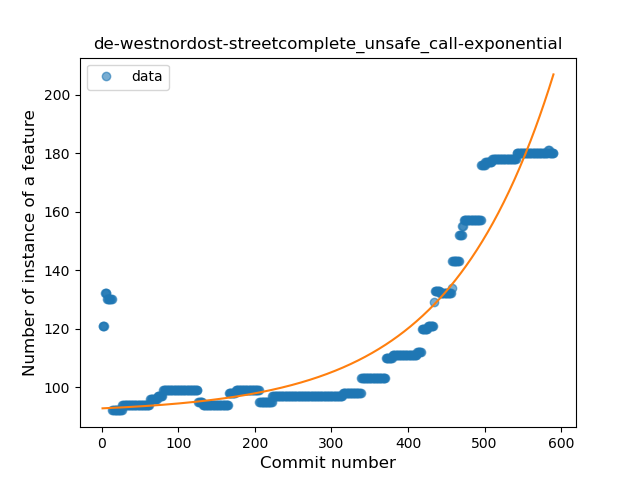 de-westnordost-streetcomplete_unsafe_call-exponential
data
Number of instance of a feature
200
180
160
140
120
100
0 100 200 300 400 500 600
Commit number